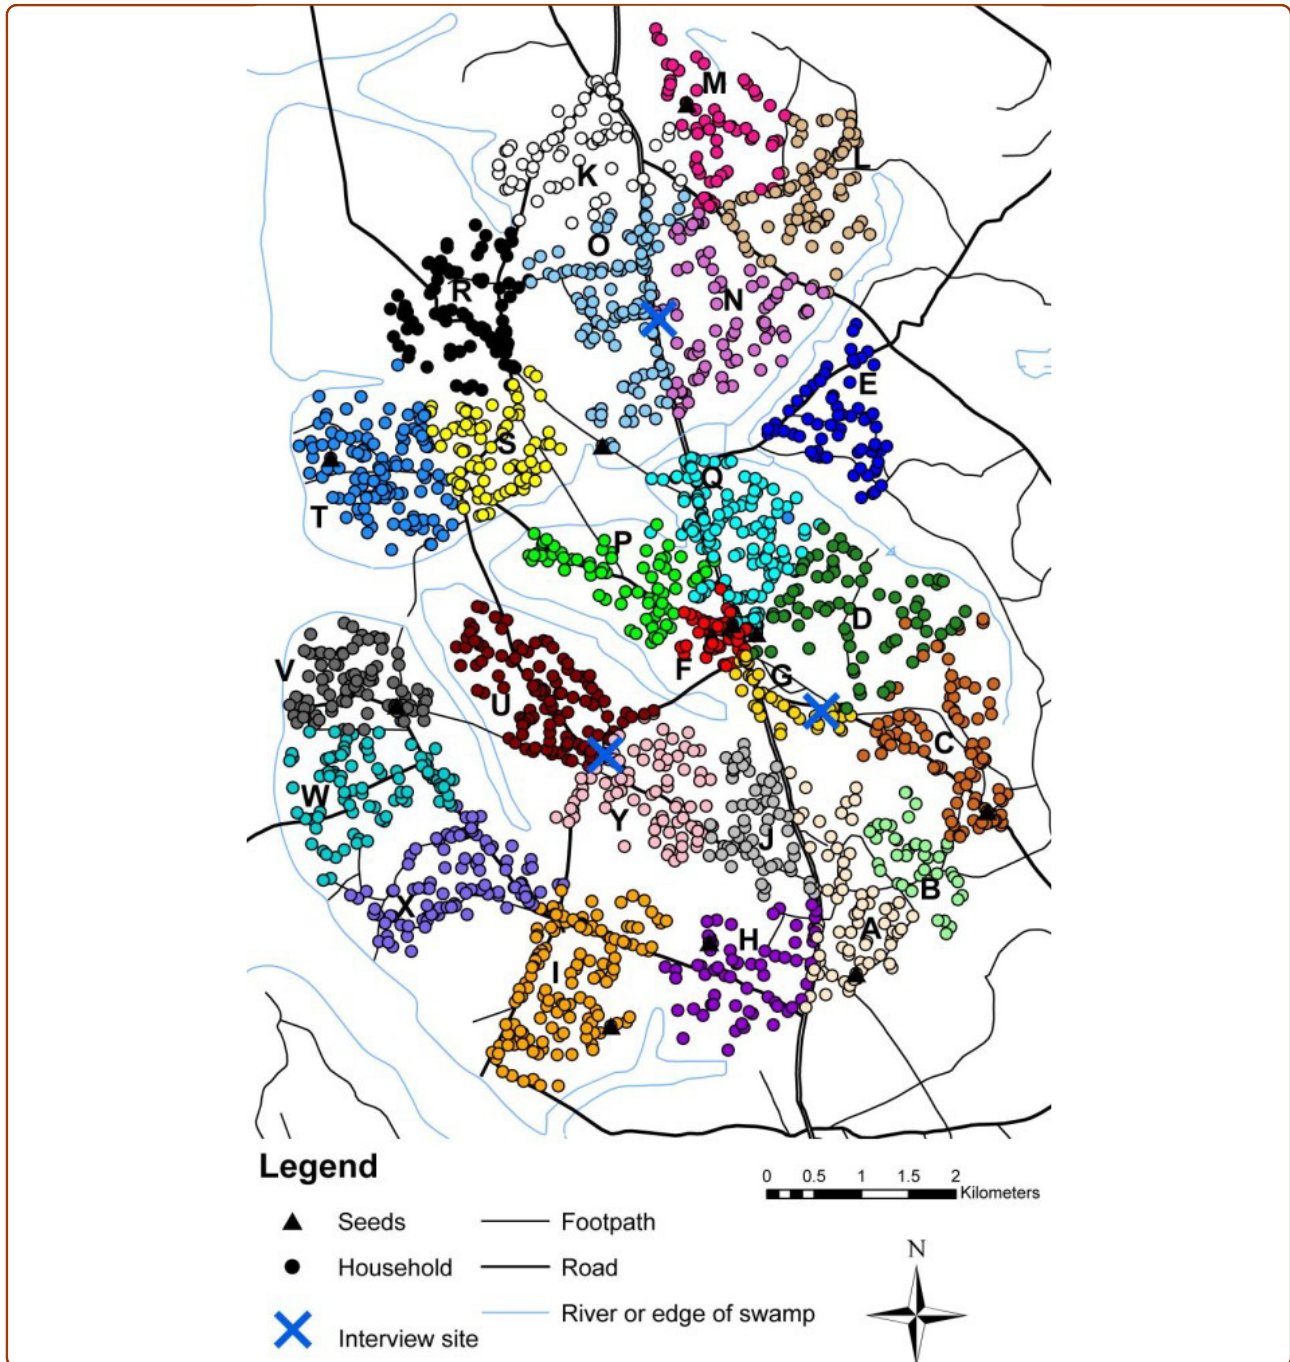 M
L
K
O
R
N
E
S
Q
T
P
D
F
G
V
U
C
W
Y
J
B
X
A
H
I
Legend
0 0.5 1 1.5 2
Kilometers
Seeds
Footpath
N
Household
Road
River or edge of swamp
Interview site